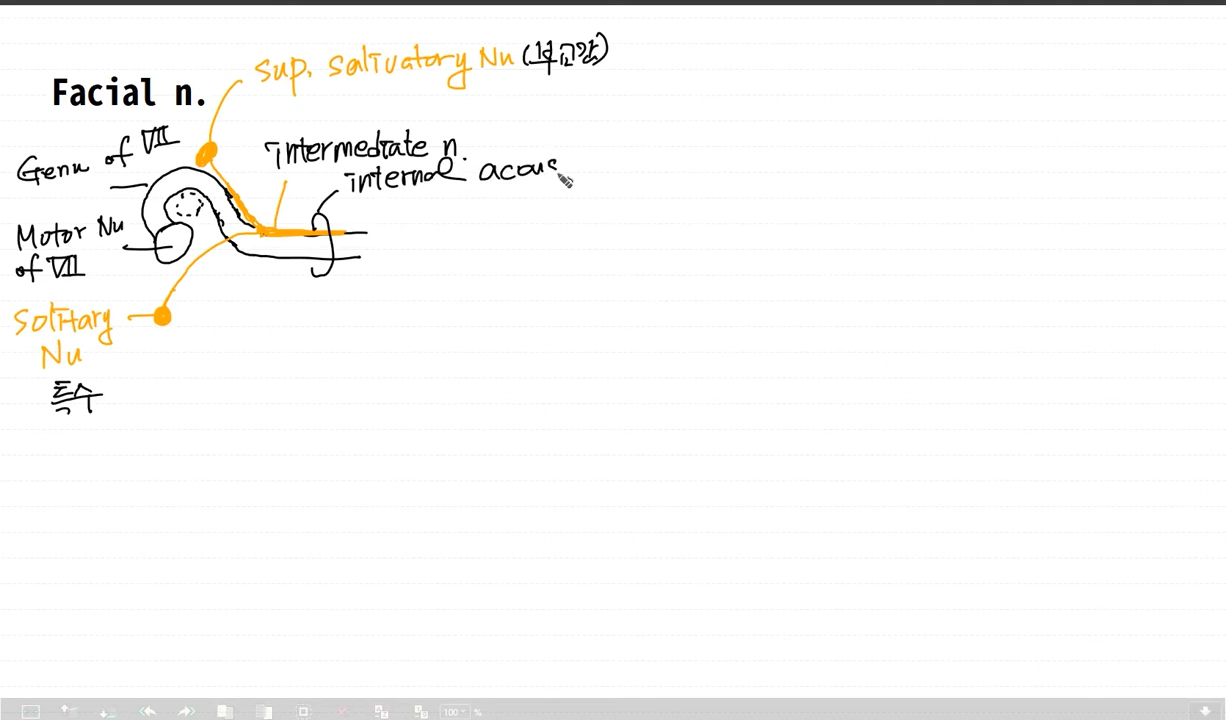 Facial n.
Sup. Salivatory Nu (부교감)
Genu of VII
Intermediate n.
internal acous
Motor Nu
of VII
Solitary
Nu
특수
100 %